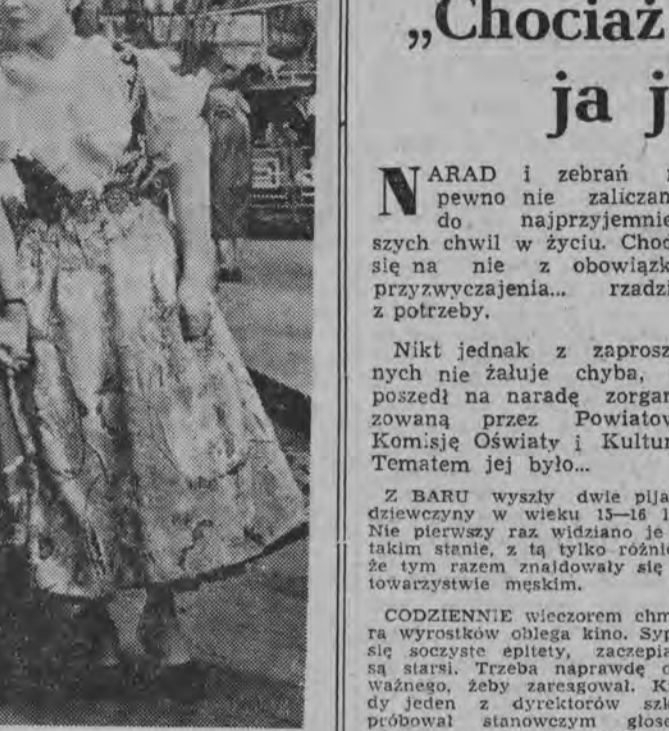 „Chociaż
ja j
NARAD i zebrań
pewno nie zaliczam
do najprzyjemnie
szych chwil w życiu. Chod
się na nie z obowiązk
przyzwyczajenia... rzadzi
z potrzeby.
Nikt jednak z zaprosz
nych nie żałuje chyba,
poszedł na naradę zorgan
zowaną przez Powiatow
Komisję Oświaty i Kultur
Tematem jej było...
Z BARU wyszły dwie pija
dziewczyny w wieku 15—16 l
Nie pierwszy raz widziano je
takim stanie, z tą tylko różnic
że tym razem znajdowały się
towarzystwie męskim.
CODZIENNIE wieczorem chm
ra wyrostków oblega kino. Syp
się soczyste epitety, zaczepia
są starsi. Trzeba naprawdę o
ważnego, żeby zareagował. K
dy jeden z dyrektorów szk
próbował stanowczym głose